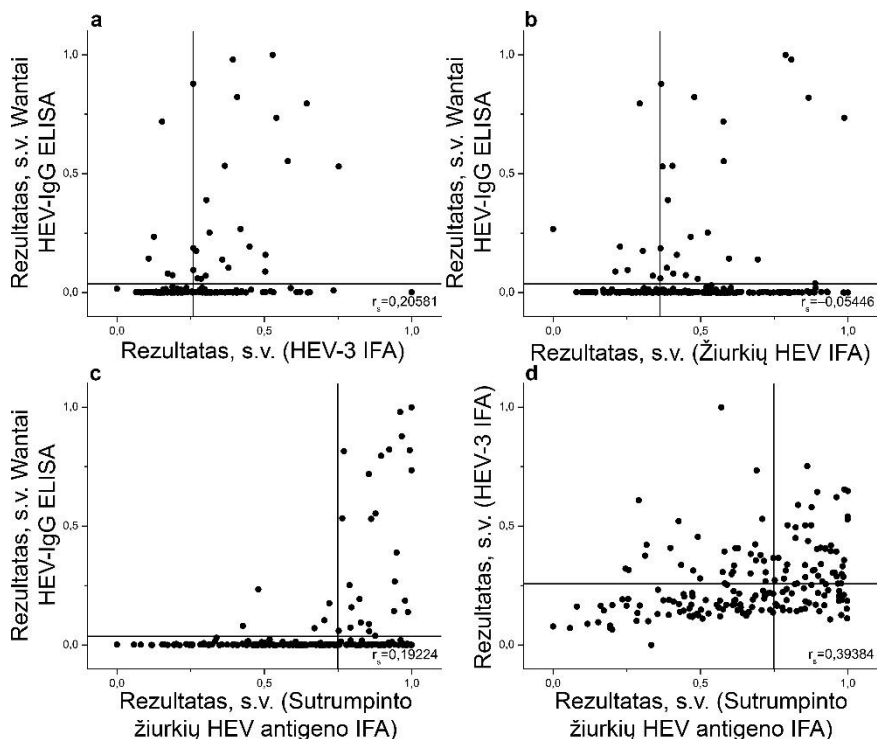 a
Rezultatas, s.v. Wantai
HEV-IgG ELISA
1,0
0,5
0,0
r_s=0,20581
0,0 0,5 1,0
Rezultatas, s.v. (HEV-3 IFA)
b
Rezultatas, s.v. Wantai
HEV-IgG ELISA
1,0
0,5
0,0
r_s=−0,05446
0,0 0,5 1,0
Rezultatas, s.v. (Žiurkių HEV IFA)
c
Rezultatas, s.v. Wantai
HEV-IgG ELISA
1,0
0,5
0,0
r_s=0,19224
0,0 0,5 1,0
Rezultatas, s.v. (Sutrumpinto
žiurkių HEV antigeno IFA)
d
Rezultatas, s.v. (HEV-3 IFA)
1,0
0,5
0,0
r_s=0,39384
0,0 0,5 1,0
Rezultatas, s.v. (Sutrumpinto
žiurkių HEV antigeno IFA)